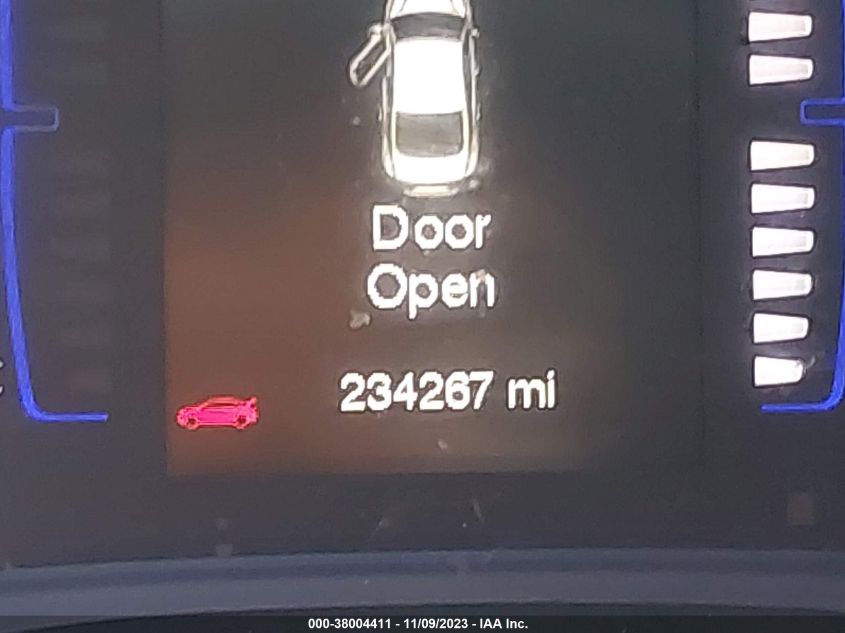 Door
Open
234267 mi
000-38004411 - 11/09/2023 - IAA Inc.